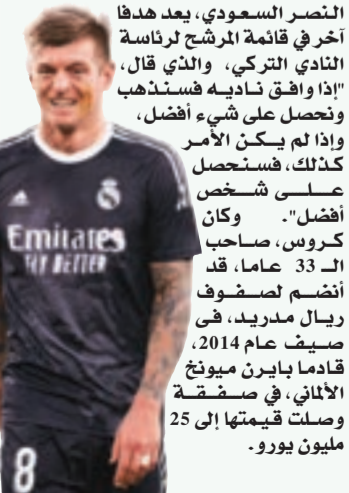 النصر السعودي، يعد هدفا
آخر في قائمة المرشح لرئاسة
النادي التركي، والذي قال،
"إذا وافق ناديه فسنذهب
ونحصل على شيء أفضل،
وإذا لم يكن الأمر
كذلك، فسنحصل
على شخص
أفضل". وكان
كروس، صاحب
الـ 33 عاما، قد
أنضم لصفوف
ريال مدريد، فى
صيف عام 2014،
قادما بايرن ميونخ
الألماني، في صفقة
وصلت قيمتها إلى 25
مليون يورو.
Emirates
FLY BETTER
8